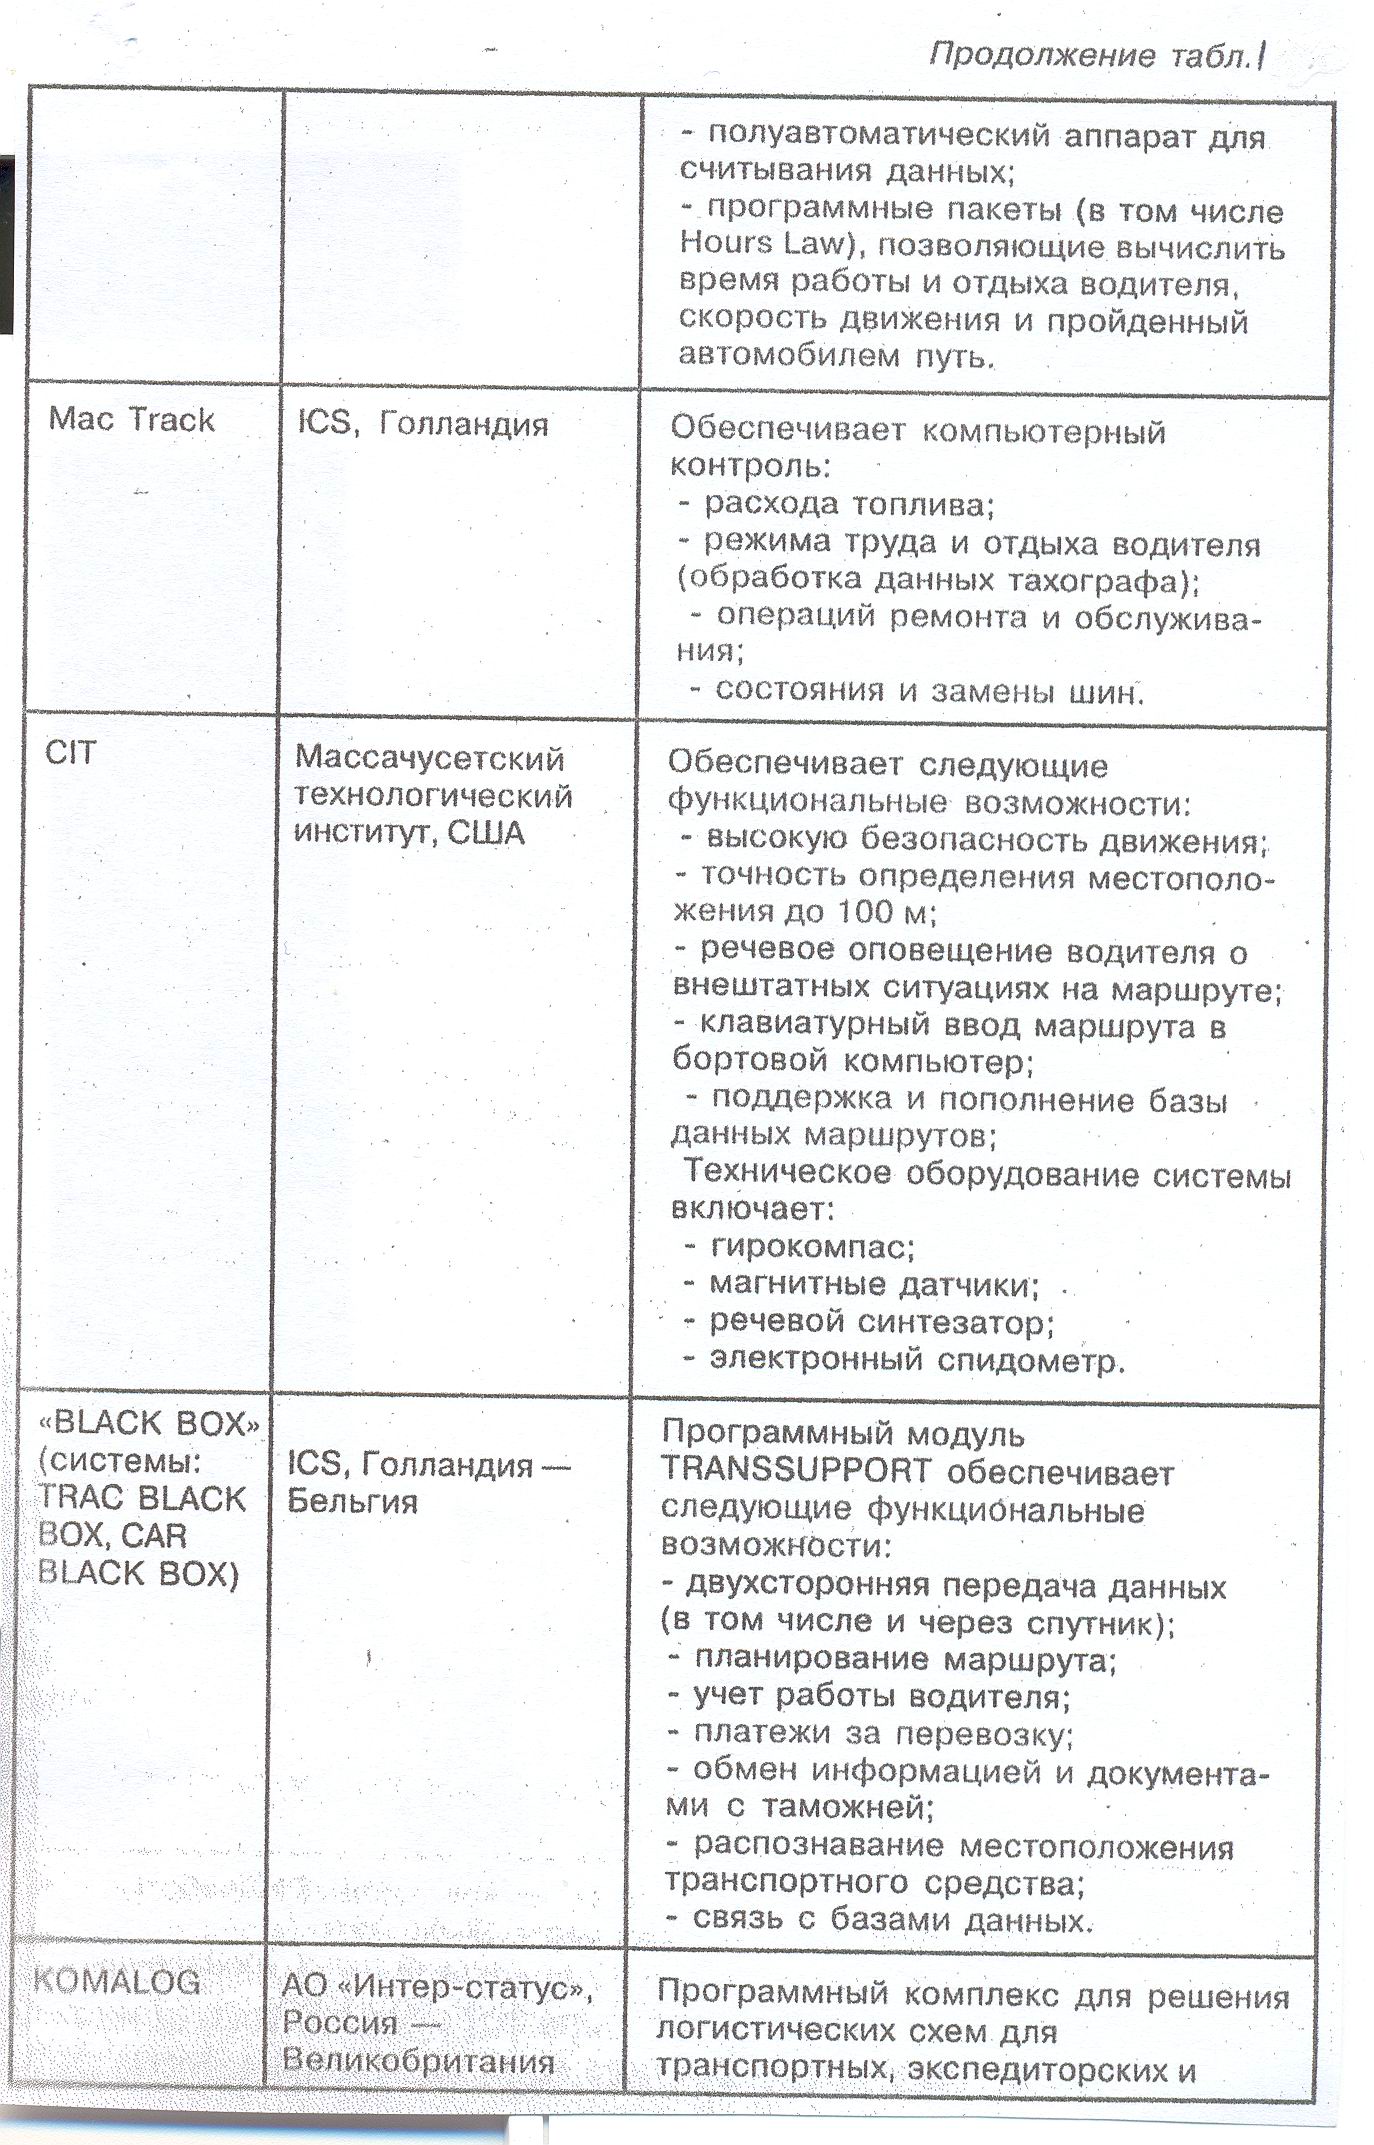 Продолжение табл. 1
- полуавтоматический аппарат для
считывания данных;
- программные пакеты (в том числе
Hours Law), позволяющие вычислить
время работы и отдыха водителя,
скорость движения и пройденный
автомобилем путь.
Mac Track
ICS, Голландия
Обеспечивает компьютерный
контроль:
- расхода топлива;
- режима труда и отдыха водителя
(обработка данных тахографа);
- операций ремонта и обслужива-
ния;
- состояния и замены шин.
CIT
Массачусетский
технологический
институт, США
Обеспечивает следующие
функциональные возможности:
- высокую безопасность движения;
- точность определения местополо-
жения до 100 м;
- речевое оповещение водителя о
внештатных ситуациях на маршруте;
- клавиатурный ввод маршрута в
бортовой компьютер;
- поддержка и пополнение базы
данных маршрутов;
Техническое оборудование системы
включает:
- гирокомпас;
- магнитные датчики;
- речевой синтезатор;
- электронный спидометр.
«BLACK BOX»
(системы:
TRAC BLACK
BOX, CAR
BLACK BOX)
ICS, Голландия —
Бельгия
Программный модуль
TRANSSUPPORT обеспечивает
следующие функциональные
возможности:
- двухсторонняя передача данных
(в том числе и через спутник);
- планирование маршрута;
- учет работы водителя;
- платежи за перевозку;
- обмен информацией и документа-
ми с таможней;
- распознавание местоположения
транспортного средства;
- связь с базами данных.
KOMALOG
АО «Интер-статус»,
Россия —
Великобритания
Программный комплекс для решения
логистических схем для
транспортных, экспедиторских и